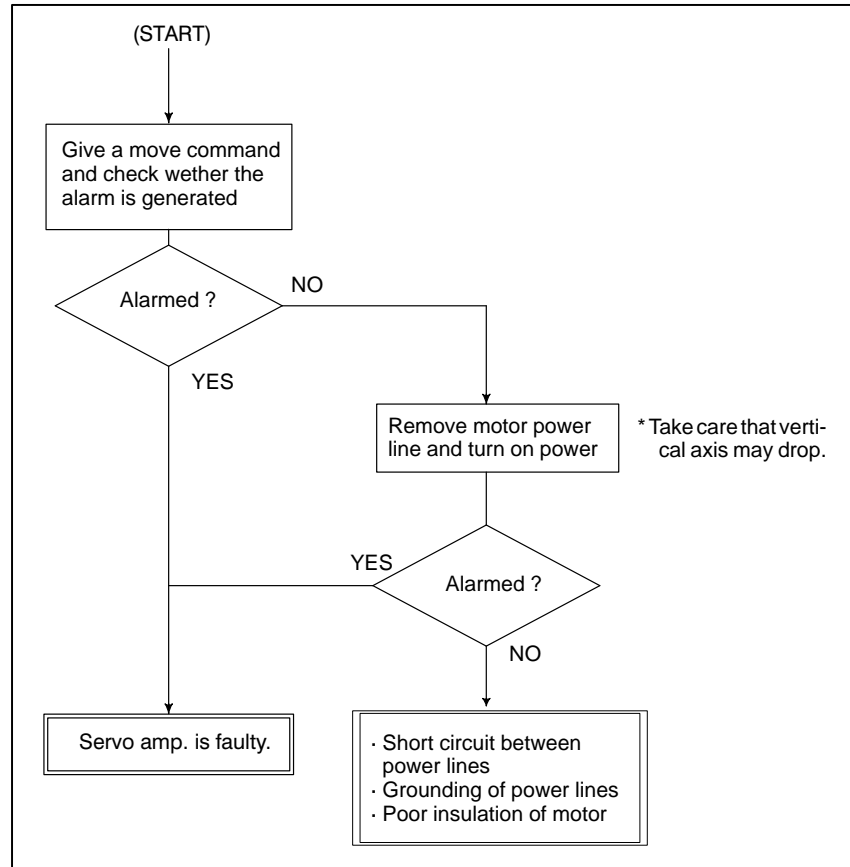 (START)
Give a move command
and check wether the
alarm is generated
Alarmed ?
NO
YES
Remove motor power
line and turn on power
* Take care that verti-
cal axis may drop.
YES
Alarmed ?
NO
Servo amp. is faulty.
· Short circuit between
power lines
· Grounding of power lines
· Poor insulation of motor